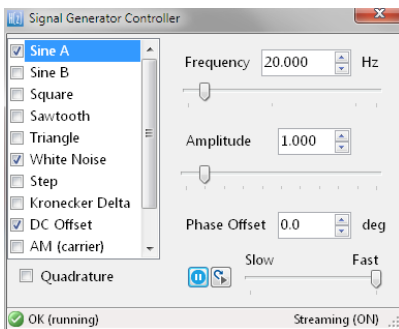 Signal Generator Controller
Sine A
Sine B
Square
Sawtooth
Triangle
White Noise
Step
Kronecker Delta
DC Offset
AM (carrier)
Quadrature
Frequency 20.000 Hz
Amplitude 1.000
Phase Offset 0.0 deg
Slow Fast
OK (running) Streaming (ON)